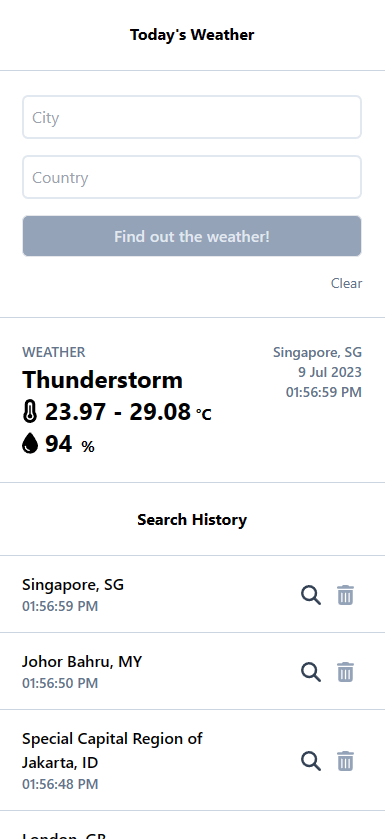 Today's Weather
City
Country
Find out the weather!
Clear
WEATHER
Singapore, SG
9 Jul 2023
01:56:59 PM
Thunderstorm
23.97 - 29.08 °C
94 %
Search History
Singapore, SG
01:56:59 PM
Johor Bahru, MY
01:56:50 PM
Special Capital Region of
Jakarta, ID
01:56:48 PM
London, GB